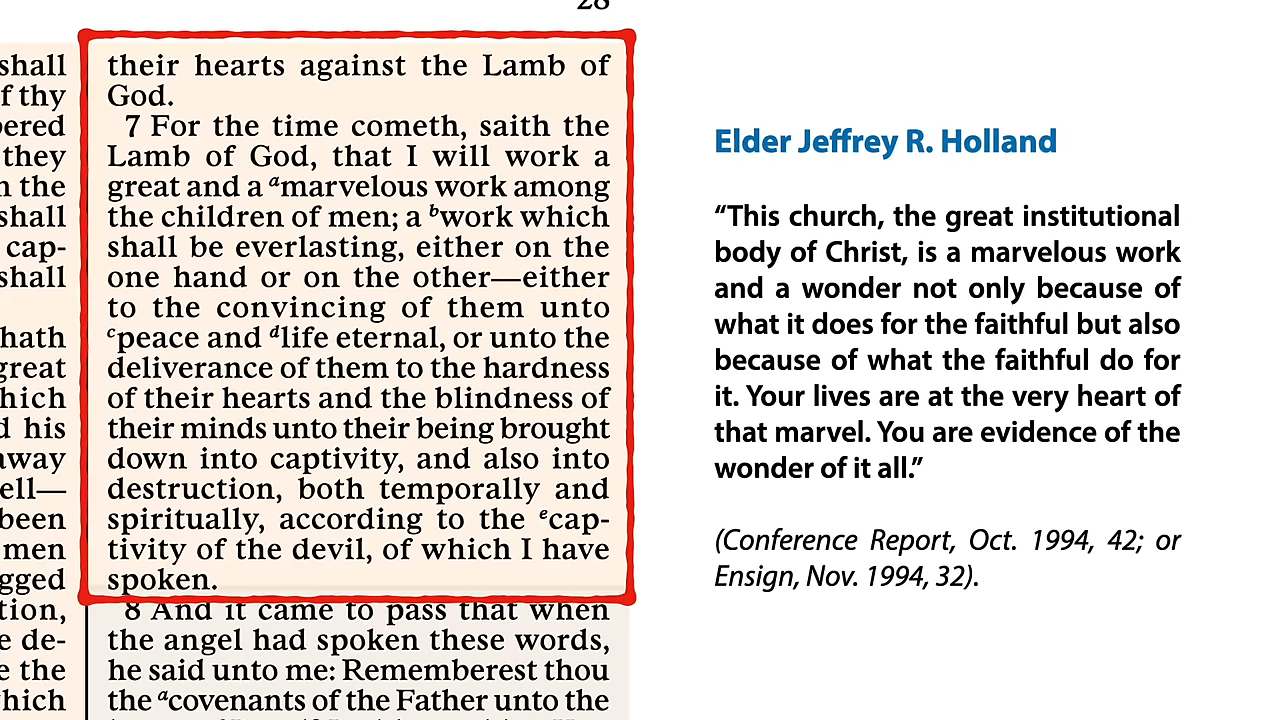 28
shall
f thy
bered
they
n the
shall
cap-
shall
hath
great
hich
d his
away
ell—
been
men
gged
tion,
e de-
e the
hich
their hearts against the Lamb of
God.
7 For the time cometh, saith the
Lamb of God, that I will work a
great and a ᵃmarvelous work among
the children of men; a ᵇwork which
shall be everlasting, either on the
one hand or on the other—either
to the convincing of them unto
ᶜpeace and ᵈlife eternal, or unto the
deliverance of them to the hardness
of their hearts and the blindness of
their minds unto their being brought
down into captivity, and also into
destruction, both temporally and
spiritually, according to the ᵉcap-
tivity of the devil, of which I have
spoken.
8 And it came to pass that when
the angel had spoken these words,
he said unto me: Rememberest thou
the ᵃcovenants of the Father unto the
Elder Jeffrey R. Holland
“This church, the great institutional
body of Christ, is a marvelous work
and a wonder not only because of
what it does for the faithful but also
because of what the faithful do for
it. Your lives are at the very heart of
that marvel. You are evidence of the
wonder of it all.”
(Conference Report, Oct. 1994, 42; or
Ensign, Nov. 1994, 32).